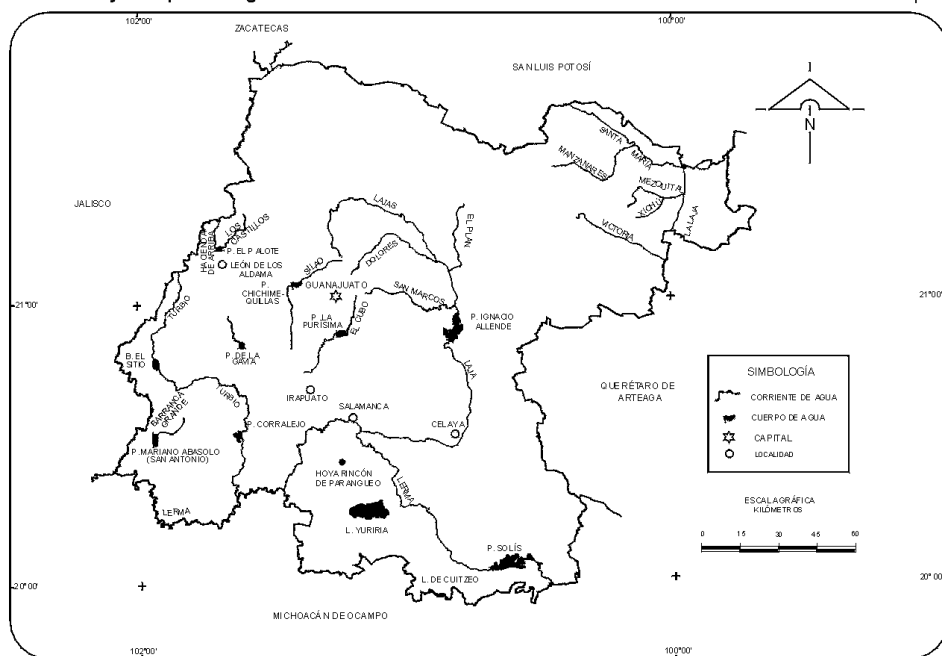 102°00'
100°00'
ZACATECAS
SAN LUIS POTOSÍ
N
SANTA MARÍA
MANZANARES
MEZQUITAL
XICHÚ
LA LAJA
VICTORIA
JALISCO
LAJAS
EL PLAN
HACIENDA DE ARRIBA
LOS CASTILLOS
P. EL PALOTE
LEÓN DE LOS
ALDAMA
SILAO
DOLORES
P.
CHICHIME-
QUILLAS
GUANAJUATO
SAN MARCOS
21°00'
21°00'
TURBIO
P. LA
PURÍSIMA
EL CUBO
P. IGNACIO
ALLENDE
B. EL
SITIO
P. DE LA
GAVIA
LAJA
QUERÉTARO DE
ARTEAGA
SIMBOLOGÍA
CORRIENTE DE AGUA
CUERPO DE AGUA
CAPITAL
LOCALIDAD
BARRANCA
GRANDE
TURBIO
IRAPUATO
SALAMANCA
CELAYA
P. CORRALEJO
P. MARIANO ABASOLO
(SAN ANTONIO)
HOYA RINCÓN
DE PARANGUEO
LERMA
LERMA
L. YURIRIA
ESCALA GRÁFICA
KILÓMETROS
0 15 45 60
P. SOLÍS
L. DE CUITZEO
20°00'
20°00'
MICHOACÁN DE OCAMPO
102°00'
100°00'